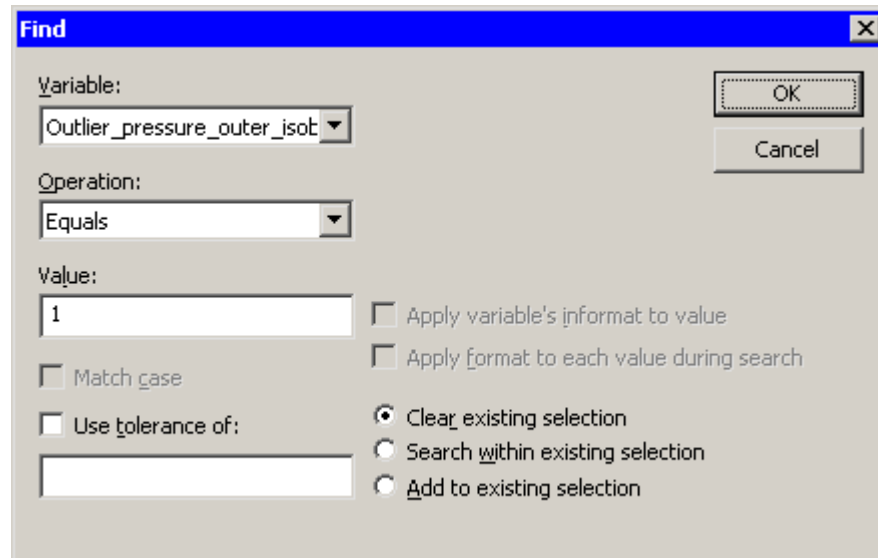 Find
Variable:
Outlier_pressure_outer_isob
OK
Cancel
Operation:
Equals
Value:
1
Apply variable's informat to value
Apply format to each value during search
Match case
Use tolerance of:
Clear existing selection
Search within existing selection
Add to existing selection